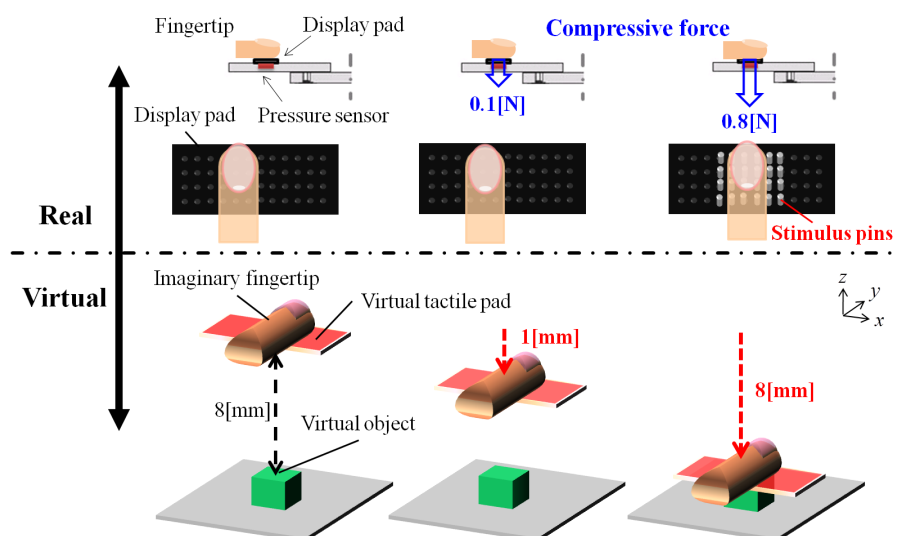 Fingertip
Display pad
Compressive force
0.1[N]
0.8[N]
Display pad
Pressure sensor
Real
Stimulus pins
Virtual
Imaginary fingertip
Virtual tactile pad
z
y
x
1[mm]
8[mm]
8[mm]
Virtual object